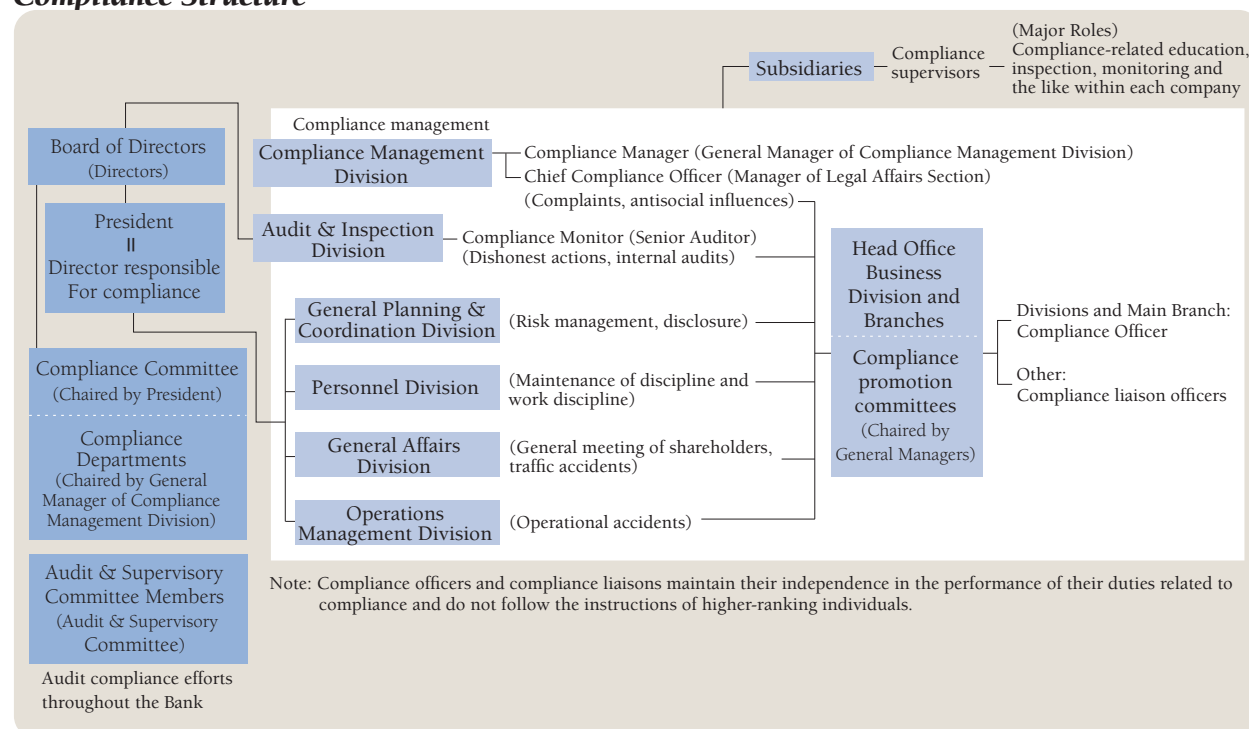 Compliance Structure
Subsidiaries
Compliance
supervisors
(Major Roles)
Compliance-related education,
inspection, monitoring and
the like within each company
Board of Directors
(Directors)
President
=
Director responsible
For compliance
Compliance Committee
(Chaired by President)
Compliance
Departments
(Chaired by General
Manager of Compliance
Management Division)
Audit & Supervisory
Committee Members
(Audit & Supervisory
Committee)
Audit compliance efforts
throughout the Bank
Compliance management
Compliance Management
Division
Compliance Manager (General Manager of Compliance Management Division)
Chief Compliance Officer (Manager of Legal Affairs Section)
(Complaints, antisocial influences)
Audit & Inspection
Division
Compliance Monitor (Senior Auditor)
(Dishonest actions, internal audits)
General Planning &
Coordination Division
(Risk management, disclosure)
Personnel Division
(Maintenance of discipline and
work discipline)
General Affairs
Division
(General meeting of shareholders,
traffic accidents)
Operations
Management Division
(Operational accidents)
Head Office
Business
Division and
Branches
Compliance
promotion
committees
(Chaired by
General Managers)
Divisions and Main Branch:
Compliance Officer
Other:
Compliance liaison officers
Note: Compliance officers and compliance liaisons maintain their independence in the performance of their duties related to
compliance and do not follow the instructions of higher-ranking individuals.